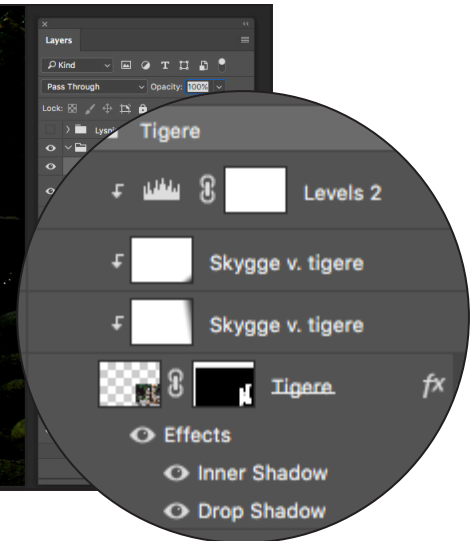 Layers
Kind
T
Pass Through Opacity: 100%
Lock:
Tigere
Levels 2
Skygge v. tigere
Skygge v. tigere
Tigere fx
Effects
Inner Shadow
Drop Shadow